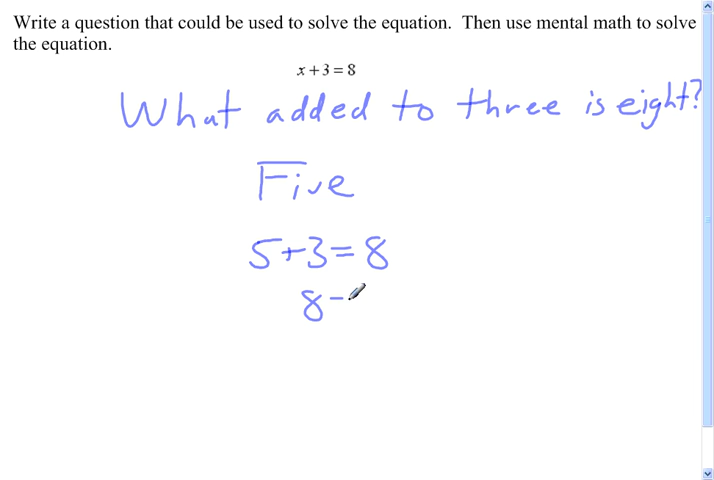 Write a question that could be used to solve the equation.  Then use mental math to solve
the equation.
x + 3 = 8
What added to three is eight?
Five
5 + 3 = 8
8 =